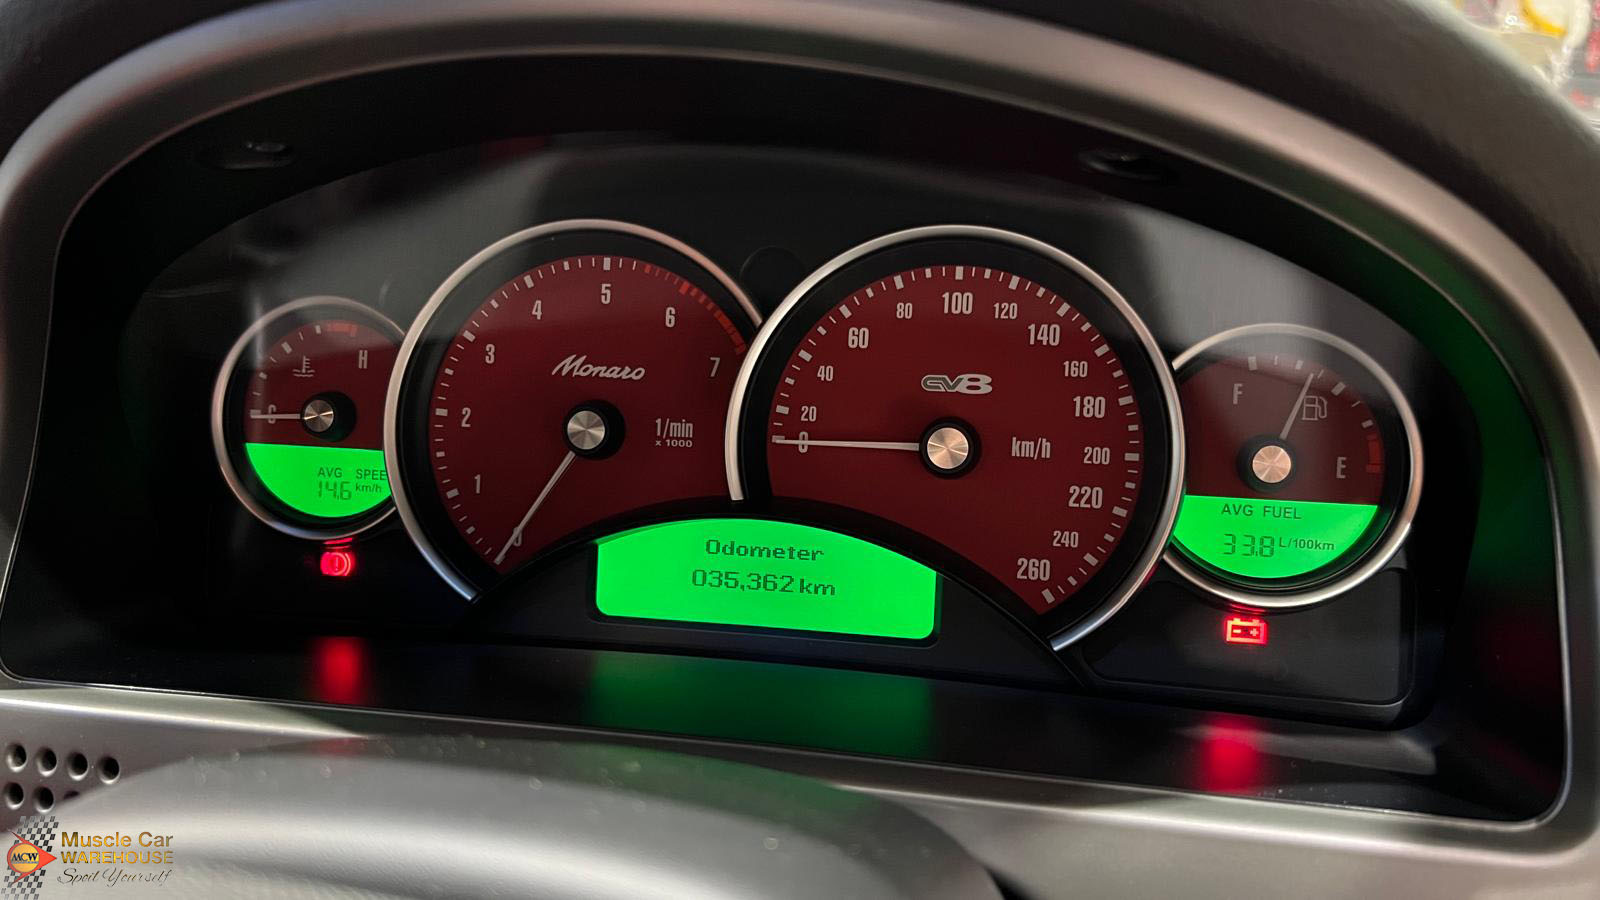 H
C
AVG SPEE
14.6 km/h
1
2
3
4
5
6
7
0
Monaro
1/min
x 1000
0
20
40
60
80
100
120
140
160
180
200
220
240
260
CV8
km/h
Odometer
035,362 km
F
E
AVG FUEL
33.8 L/100km
MCW
Muscle Car
WAREHOUSE
Spoil Yourself